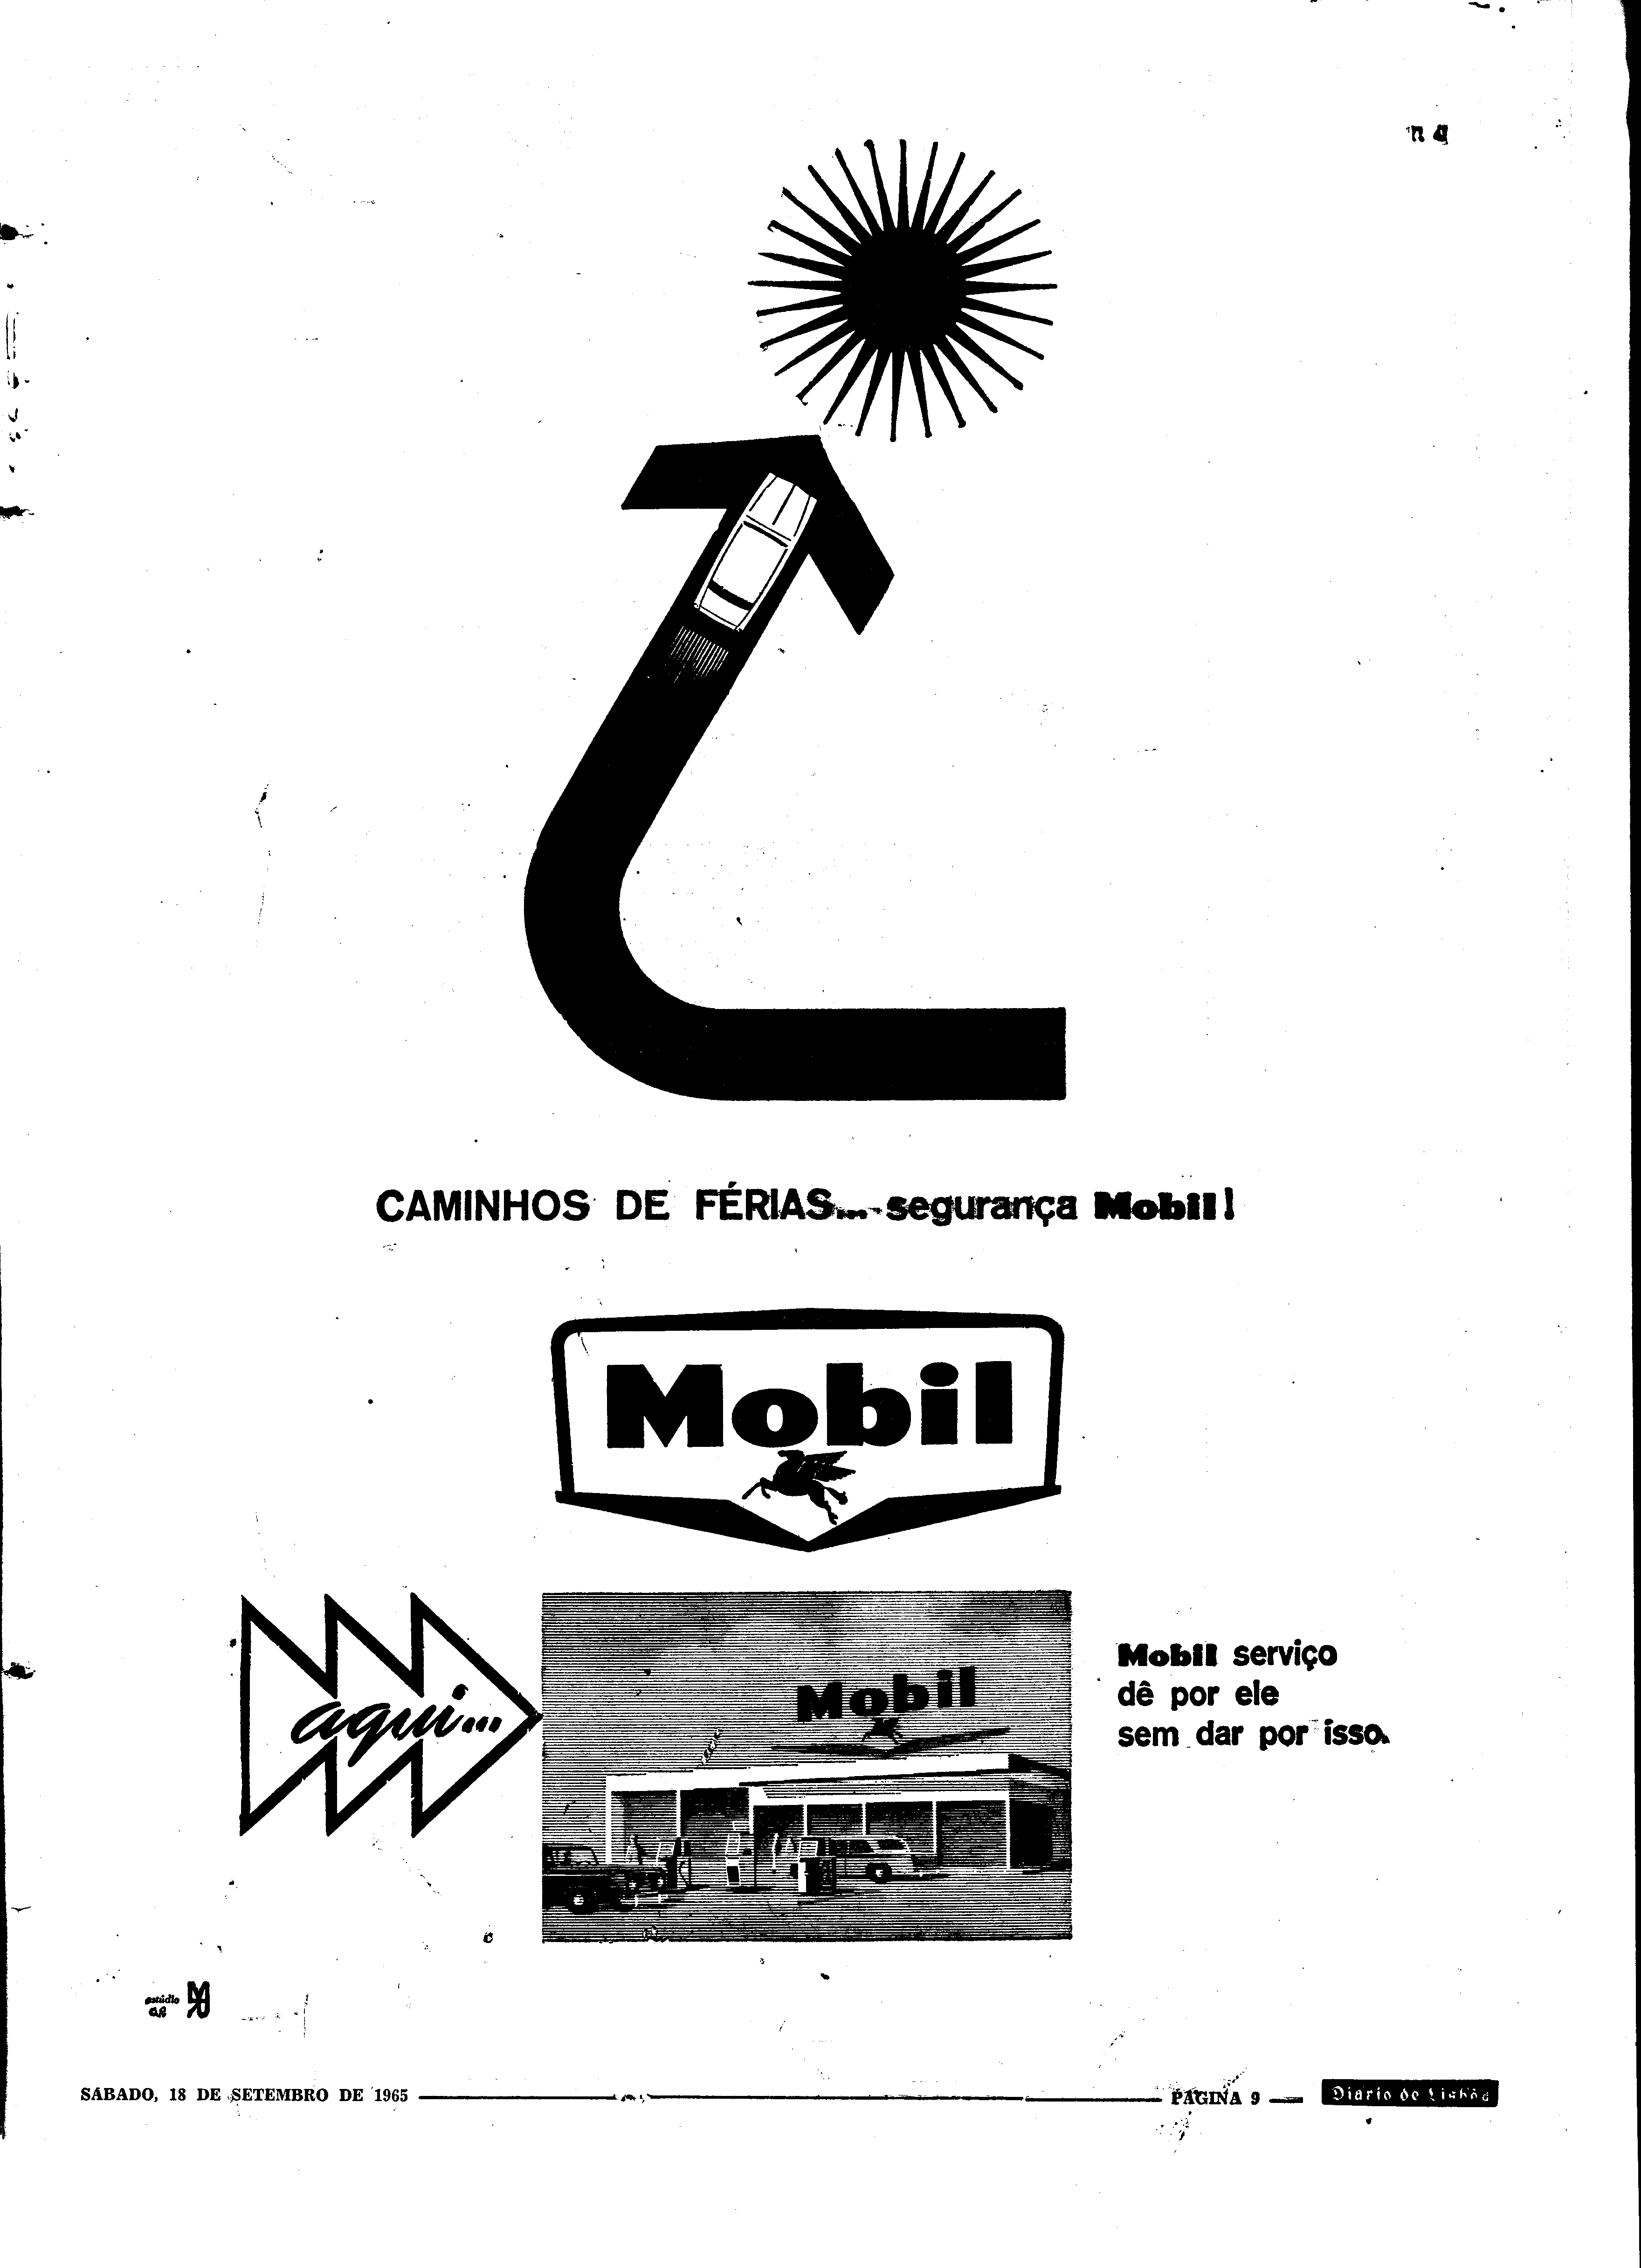 CAMINHOS DE FÉRIAS... segurança Mobil!
Mobil
aqui...
Mobil
Mobil serviço
dê por ele
sem dar por isso.
estúdio
SÁBADO, 18 DE SETEMBRO DE 1965
PÁGINA 9
Diário de Lisbôa